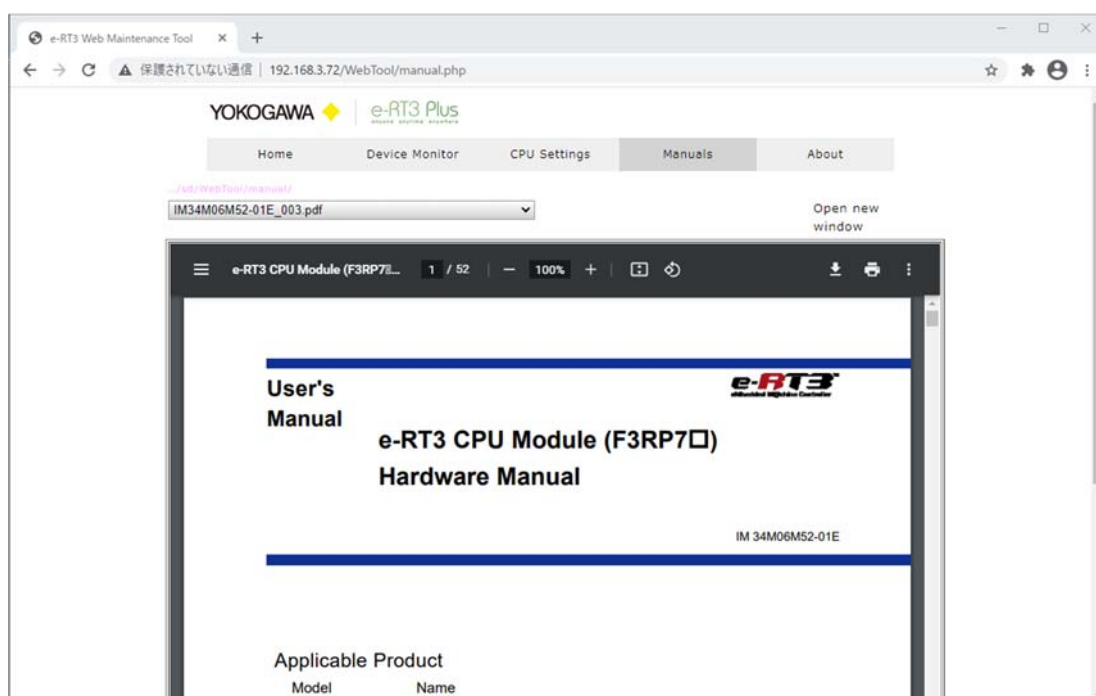 e-RT3 Web Maintenance Tool
保護されていない通信 | 192.168.3.72/WebTool/manual.php
YOKOGAWA e-RT3 Plus
Home Device Monitor CPU Settings Manuals About
../sd/WebTool/manual/
IM34M06M52-01E_003.pdf
Open new
window
e-RT3 CPU Module (F3RP7▯... 1 / 52 100%
User's
Manual
e-RT3
e-RT3 CPU Module (F3RP7□)
Hardware Manual
IM 34M06M52-01E
Applicable Product
Model Name